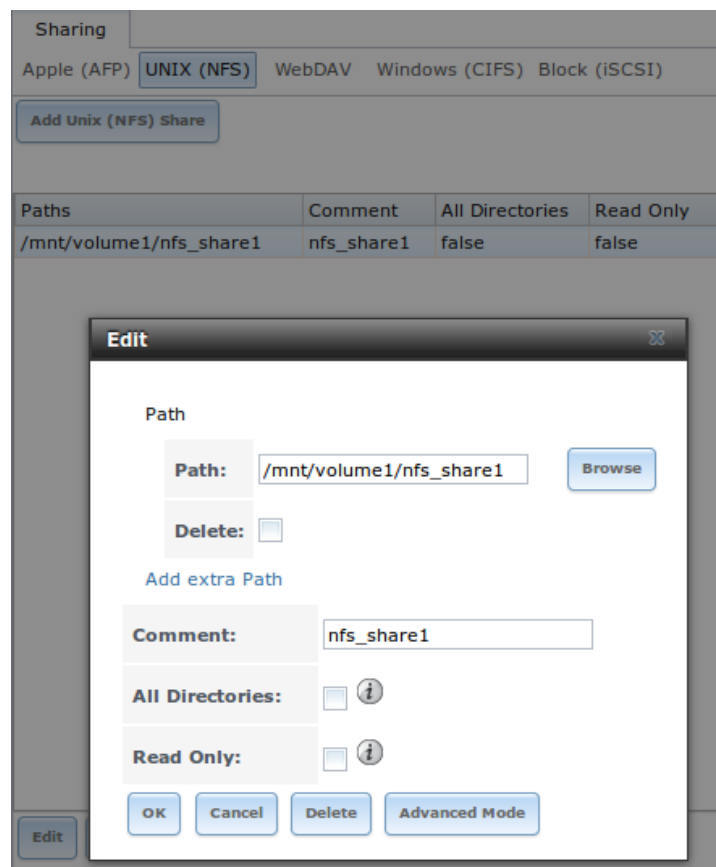 Sharing
Apple (AFP) UNIX (NFS) WebDAV Windows (CIFS) Block (iSCSI)
Add Unix (NFS) Share
Paths Comment All Directories Read Only
/mnt/volume1/nfs_share1 nfs_share1 false false
Edit
Path
Path: /mnt/volume1/nfs_share1 Browse
Delete:
Add extra Path
Comment: nfs_share1
All Directories: i
Read Only: i
OK Cancel Delete Advanced Mode
Edit